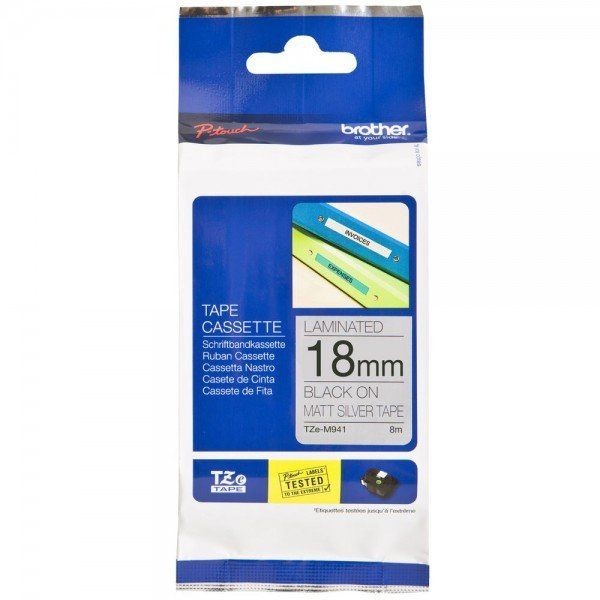 P-touch
brother
at your side
INVOICES
EXPENSES
TAPE
CASSETTE
Schriftbandkassette
Ruban Cassette
Cassetta Nastro
Casete de Cinta
Cassete de Fita
LAMINATED
18mm
BLACK ON
MATT SILVER TAPE
TZe-M941 8m
TZe
TAPE
P-touch LABELS
TESTED
TO THE EXTREME
*Etiquettes testées jusqu'à l'extrême